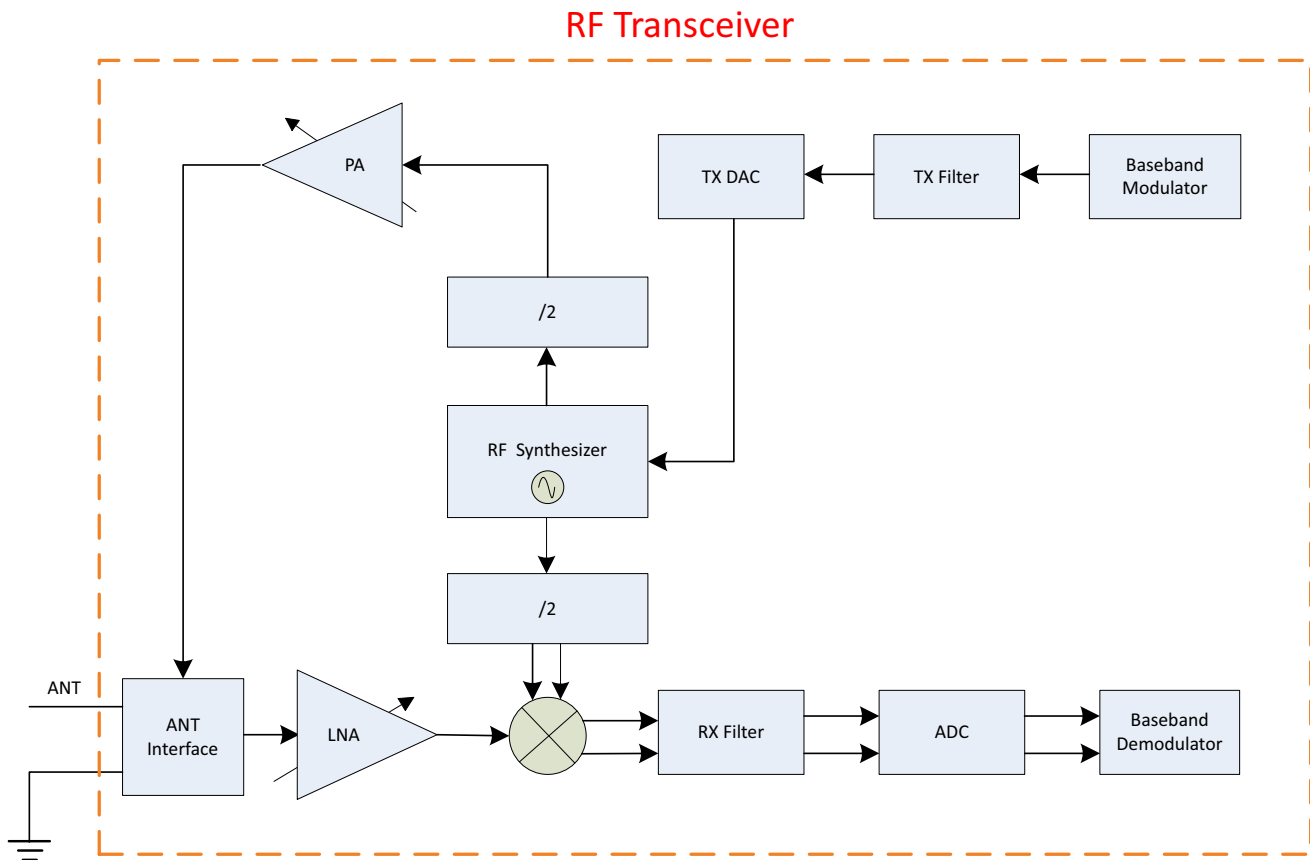 RF Transceiver
PA
TX DAC
TX Filter
Baseband
Modulator
/2
RF Synthesizer
/2
ANT
ANT
Interface
LNA
RX Filter
ADC
Baseband
Demodulator